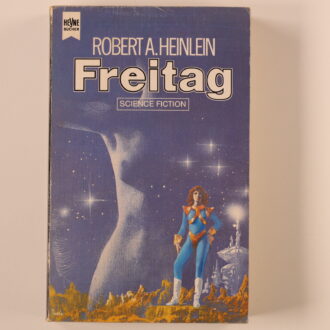 HEYNE
BÜCHER
ROBERT A. HEINLEIN
Freitag
SCIENCE FICTION